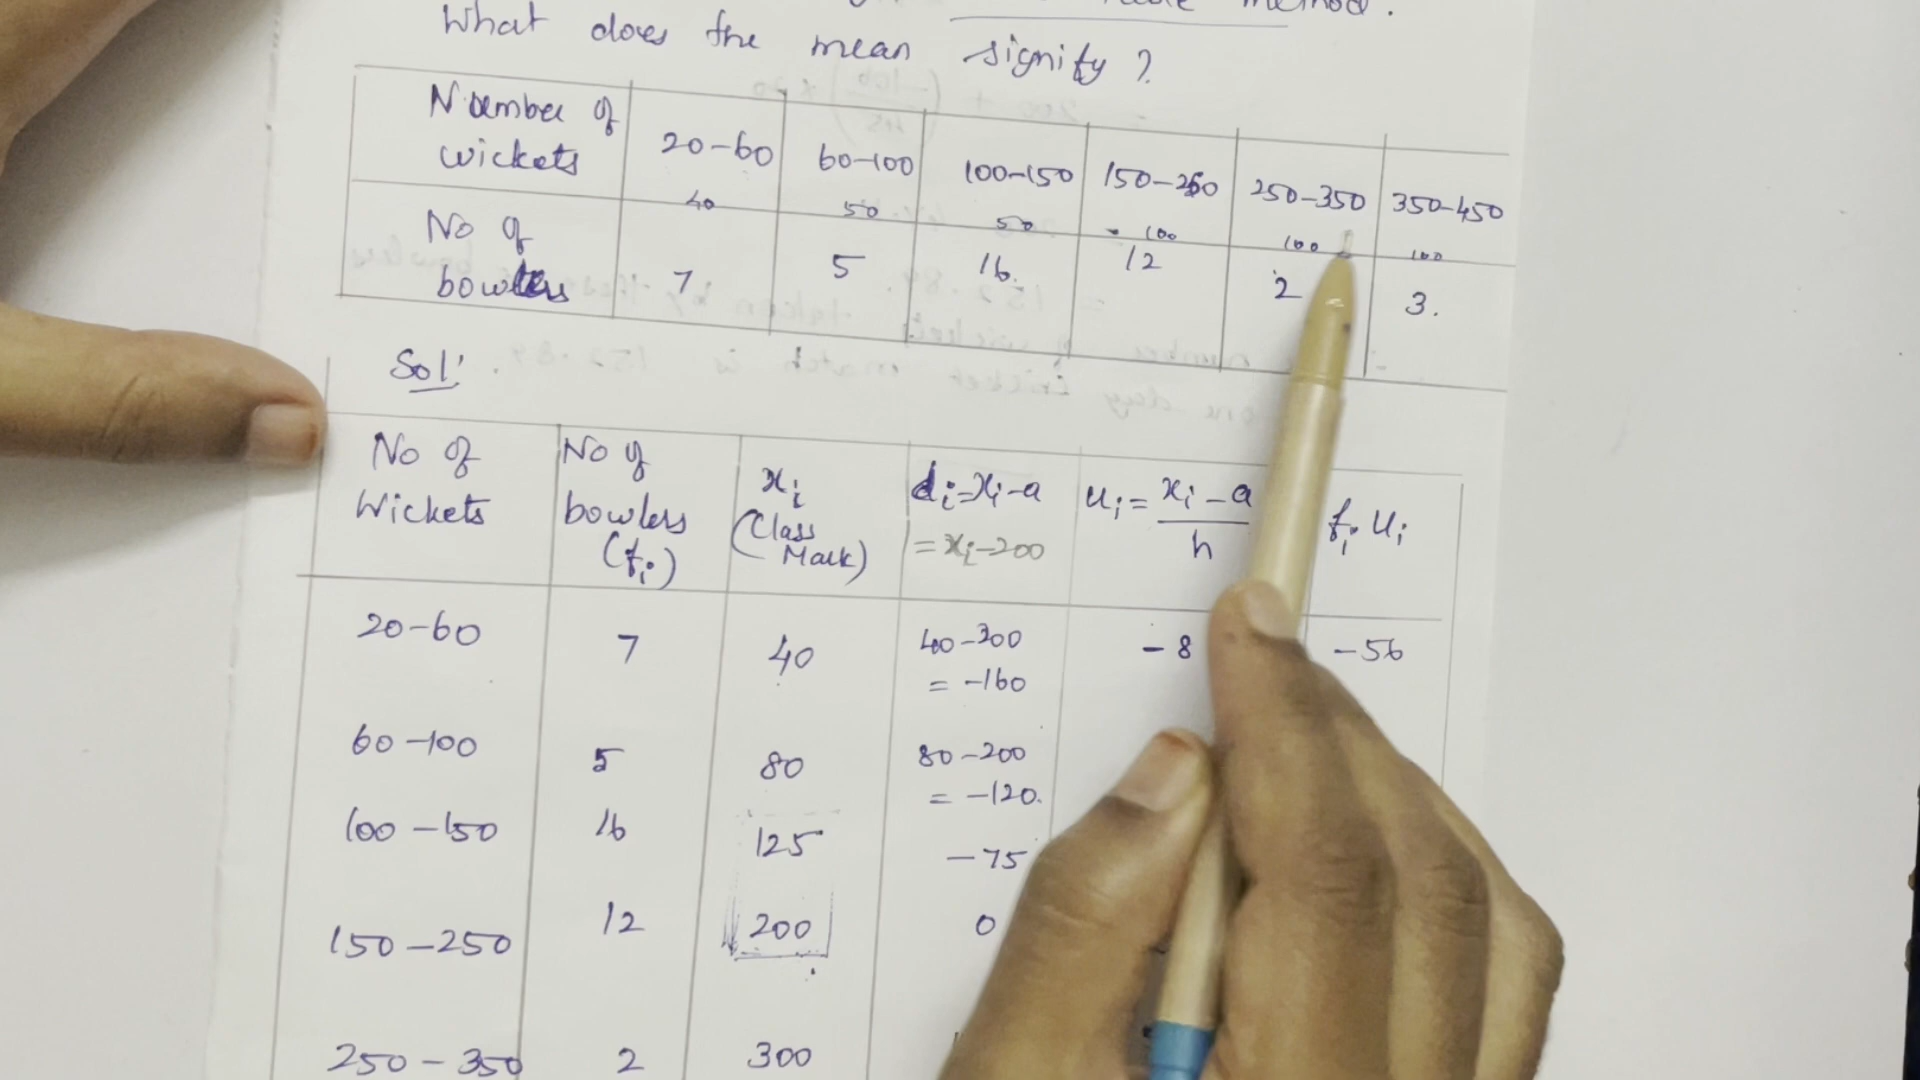 method.
What does the mean signify?
Number of wickets 20-60 60-100 100-150 150-250 250-350 350-450
40 50 50 100 100 100
No of bowlers 7 5 16. 12 2 3.
Sol'
No of Wickets No of bowlers (fi) xi (Class Mark) di=xi-a = xi-200 ui = xi-a/h fi ui
20-60 7 40 40-200 = -160 -8 -56
60-100 5 80 80-200 = -120.
100-150 16 125 -75
150-250 12 200 0
250-350 2 300